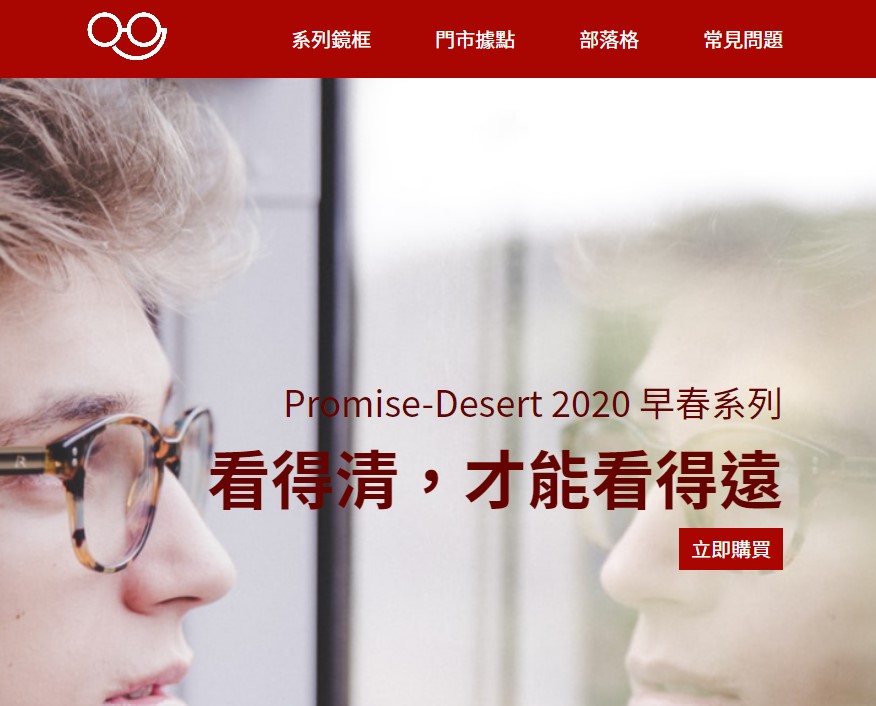 系列鏡框
門市據點
部落格
常見問題
Promise-Desert 2020 早春系列
看得清，才能看得遠
立即購買
R